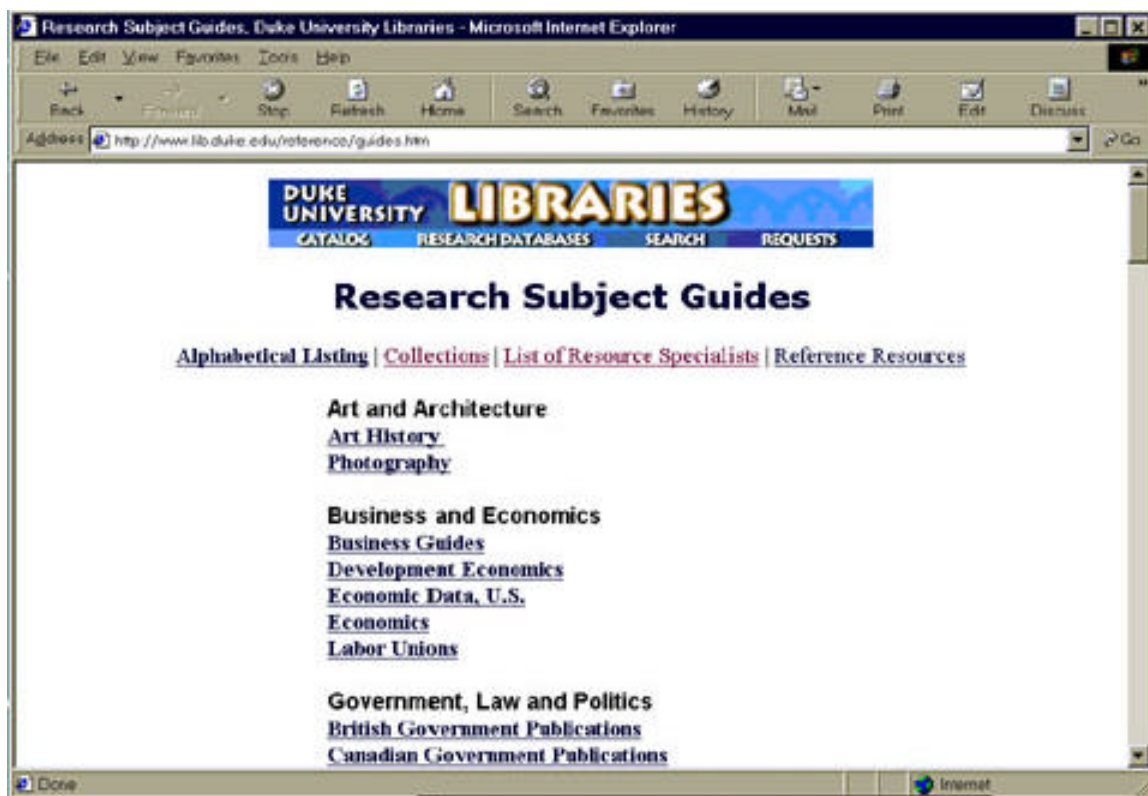 Research Subject Guides, Duke University Libraries - Microsoft Internet Explorer
File Edit View Favorites Tools Help
Back Forward Stop Refresh Home Search Favorites History Mail Print Edit Discuss
Address http://www.lib.duke.edu/reference/guides.htm Go
DUKE UNIVERSITY LIBRARIES
CATALOG RESEARCH DATABASES SEARCH REQUESTS
Research Subject Guides
Alphabetical Listing | Collections | List of Resource Specialists | Reference Resources
Art and Architecture
Art History
Photography
Business and Economics
Business Guides
Development Economics
Economic Data, U.S.
Economics
Labor Unions
Government, Law and Politics
British Government Publications
Canadian Government Publications
Done Internet